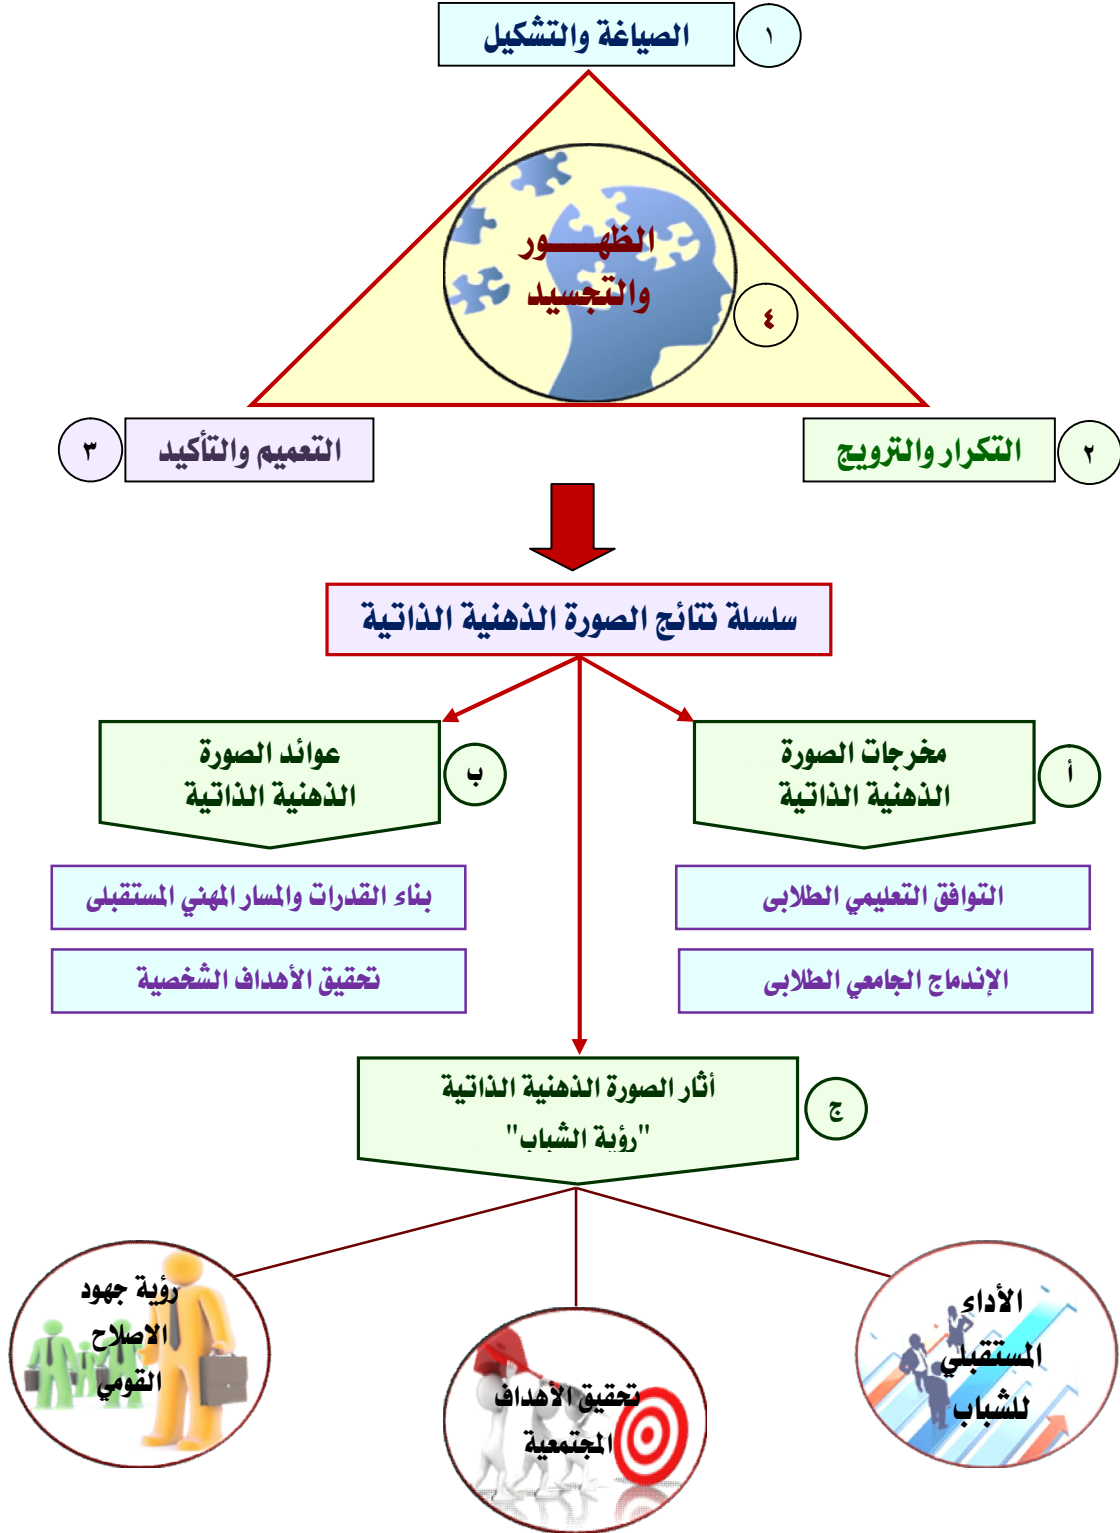 ١
الصياغة والتشكيل
الظهـــــور
والتجسيد
٤
٢
التكرار والترويج
٣
التعميم والتأكيد
سلسلة نتائج الصورة الذهنية الذاتية
أ
مخرجات الصورة
الذهنية الذاتية
التوافق التعليمي الطلابى
الإندماج الجامعي الطلابى
ب
عوائد الصورة
الذهنية الذاتية
بناء القدرات والمسار المهني المستقبلى
تحقيق الأهداف الشخصية
ج
أثار الصورة الذهنية الذاتية
"رؤية الشباب"
الأداء
المستقبلي
للشباب
تحقيق الأهداف
المجتمعية
رؤية جهود
الاصلاح
القومي